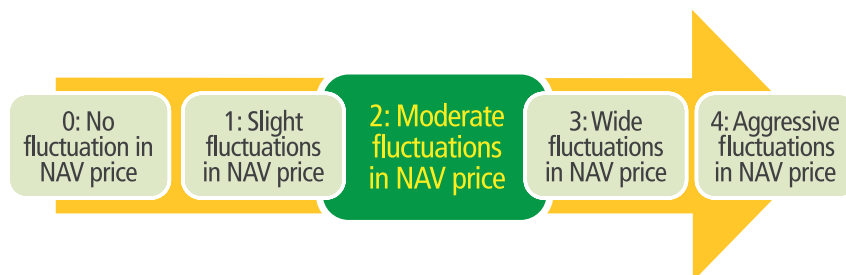 0: No
fluctuation in
NAV price
1: Slight
fluctuations
in NAV price
2: Moderate
fluctuations
in NAV price
3: Wide
fluctuations
in NAV price
4: Aggressive
fluctuations
in NAV price